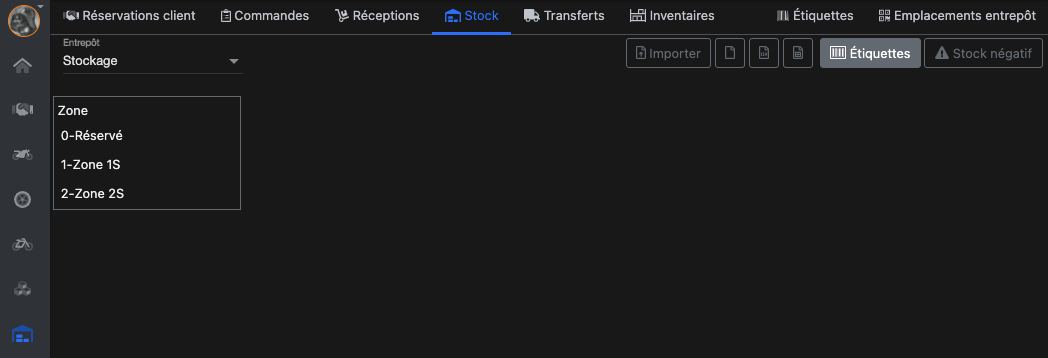 Réservations client Commandes Réceptions Stock Transferts Inventaires Étiquettes Emplacements entrepôt
Entrepôt
Stockage
Importer Étiquettes Stock négatif
Zone
0-Réservé
1-Zone 1S
2-Zone 2S